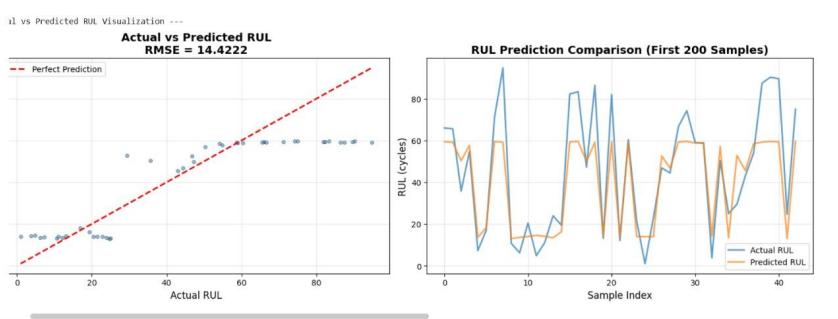 al vs Predicted RUL Visualization ---
Actual vs Predicted RUL
RMSE = 14.4222
Perfect Prediction
0
20
40
60
80
Actual RUL
RUL Prediction Comparison (First 200 Samples)
RUL (cycles)
80
60
40
20
0
Actual RUL
Predicted RUL
0
10
20
30
40
Sample Index